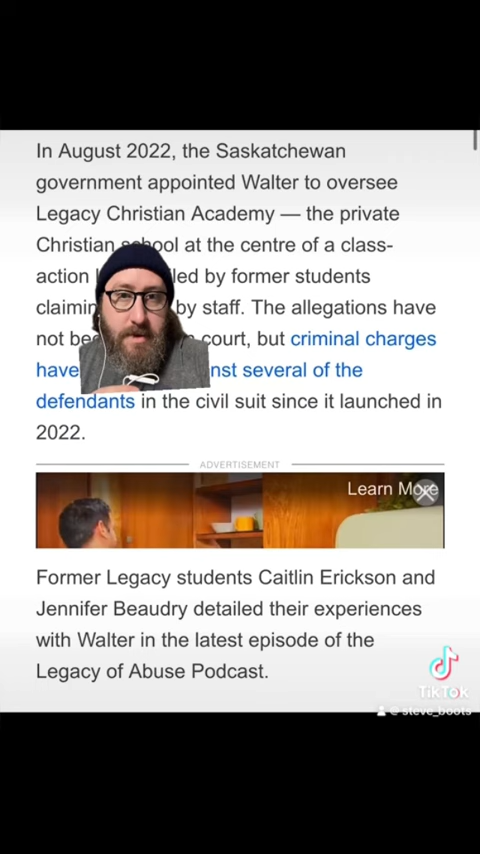 In August 2022, the Saskatchewan
government appointed Walter to oversee
Legacy Christian Academy — the private
Christian school at the centre of a class-
action led by former students
claimin by staff. The allegations have
not be court, but criminal charges
have nst several of the
defendants in the civil suit since it launched in
2022.
ADVERTISEMENT
Learn More
Former Legacy students Caitlin Erickson and
Jennifer Beaudry detailed their experiences
with Walter in the latest episode of the
Legacy of Abuse Podcast.
TikTok
@steve_boots